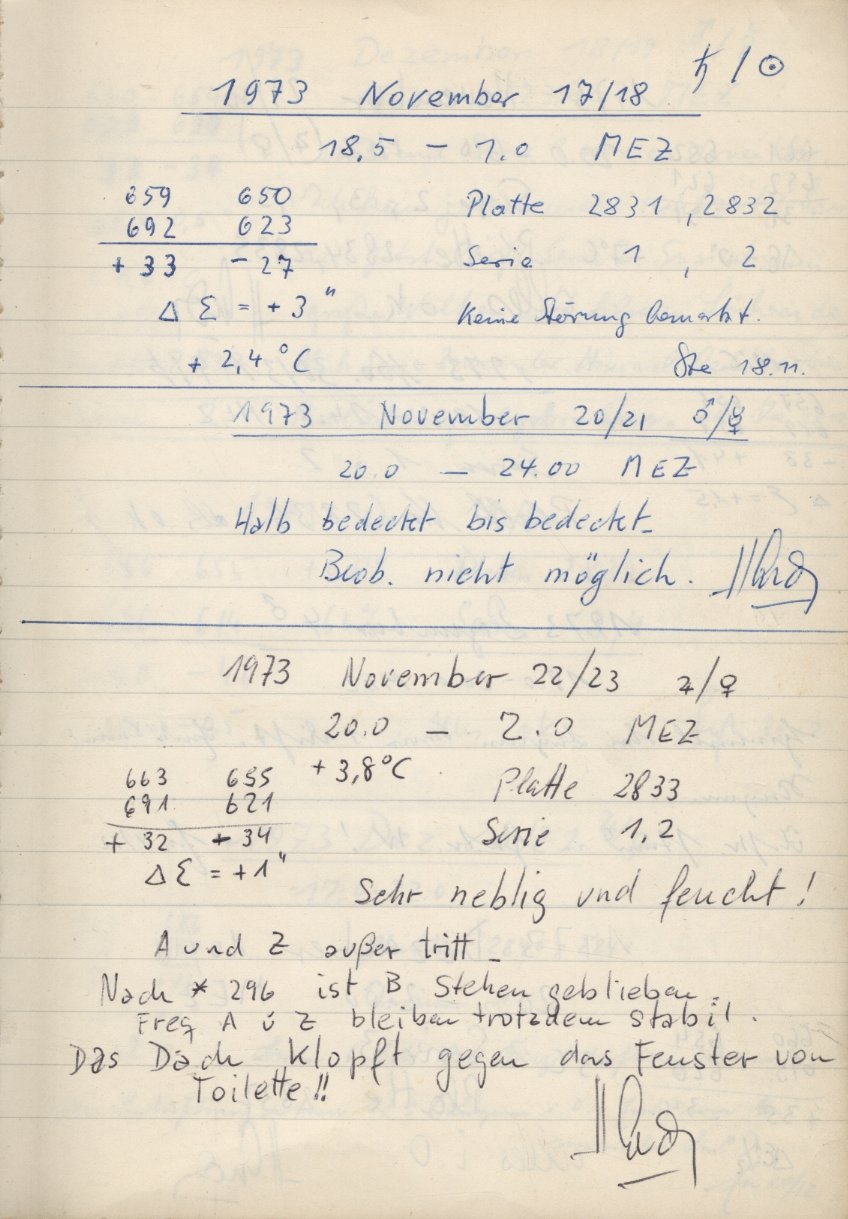 1973 November 17/18 ♄/☉
18,5 – 1.0 MEZ
659 650 Platte 2831, 2832
692 623
+33 -27 Serie 1, 2
Δ Σ = +3" Keine Störung bemerkt.
+ 2,4 °C Ste 18.11.
1973 November 20/21 ♂/☿
20.0 – 24.00 MEZ
Halb bedeckt bis bedeckt.
Beob. nicht möglich.
1973 November 22/23 ♃/♀
20.0 – 2.0 MEZ
+ 3,8°C
663 655 Platte 2833
691 621
+ 32 + 34 Serie 1,2
Δ Σ = +1"
Sehr neblig und feucht!
A und Z außer tritt.
Nach * 296 ist B Stehen geblieben.
Freq A u Z bleiben trotzdem stabil.
Das Dach klopft gegen das Fenster von
Toilette!!